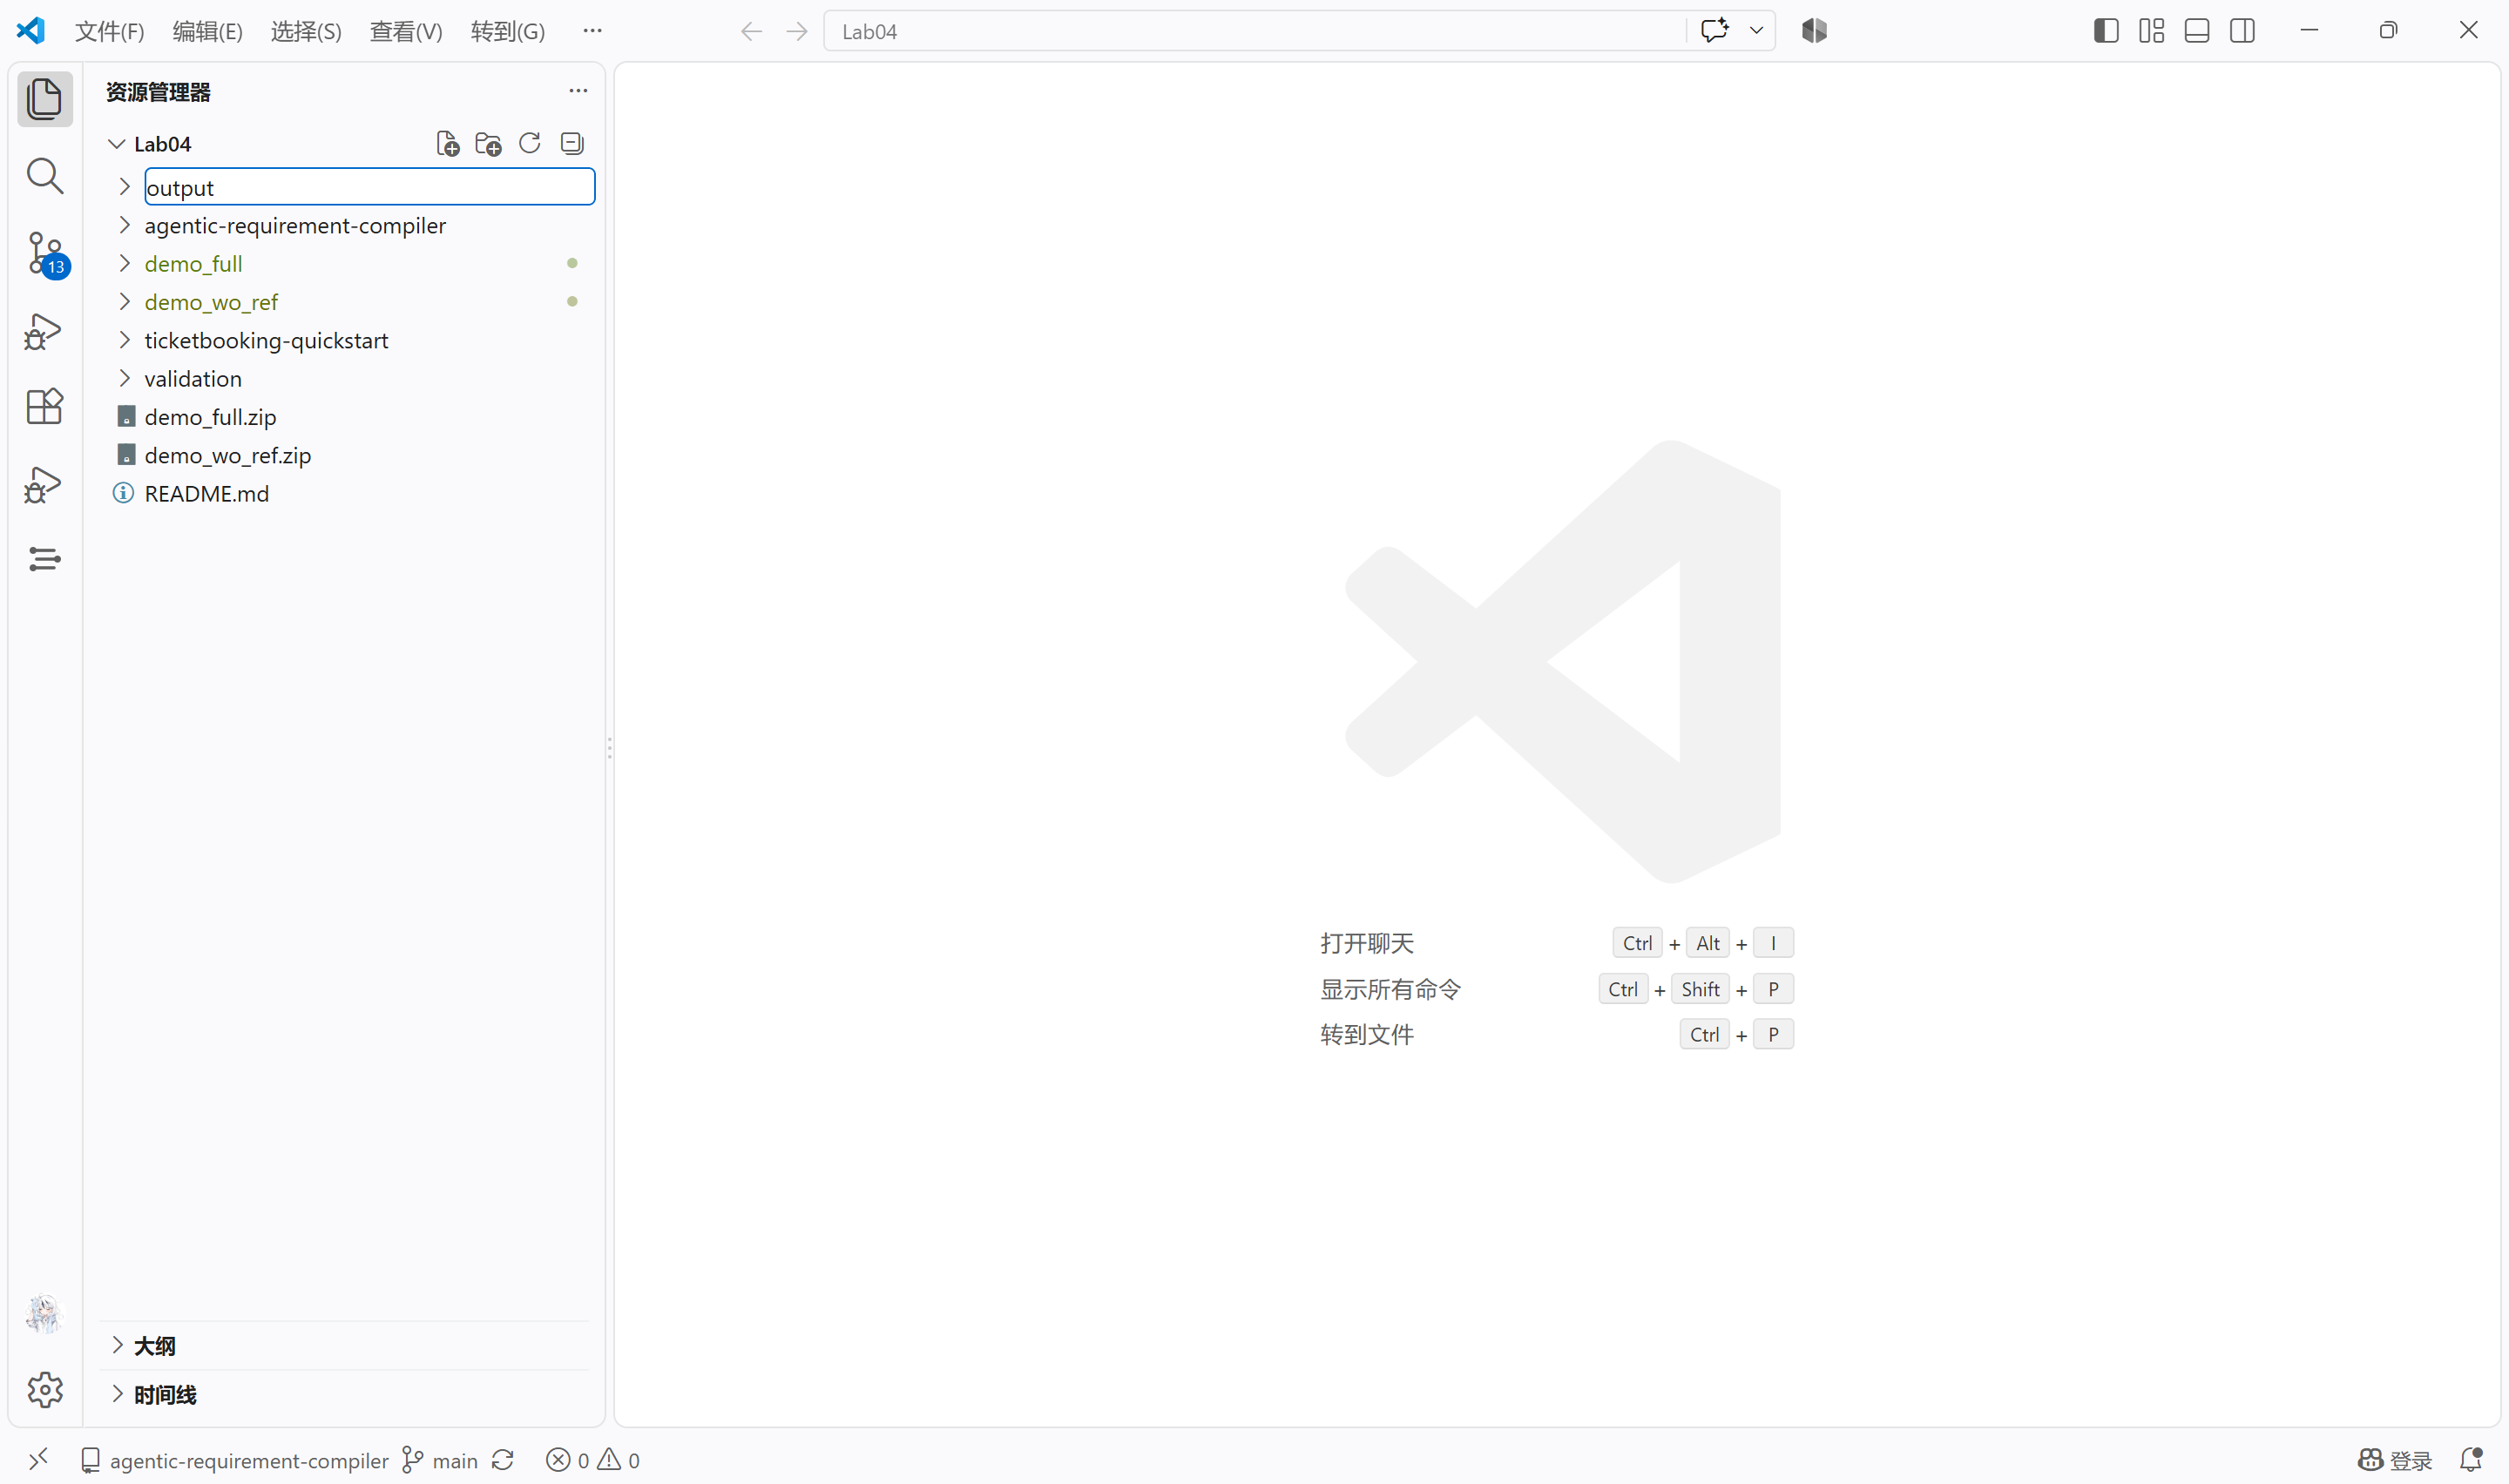 文件(F) 编辑(E) 选择(S) 查看(V) 转到(G) ··· Lab04
资源管理器
Lab04
output
agentic-requirement-compiler
demo_full
demo_wo_ref
ticketbooking-quickstart
validation
demo_full.zip
demo_wo_ref.zip
README.md
13
打开聊天 Ctrl + Alt + I
显示所有命令 Ctrl + Shift + P
转到文件 Ctrl + P
大纲
时间线
agentic-requirement-compiler main 0 0 登录